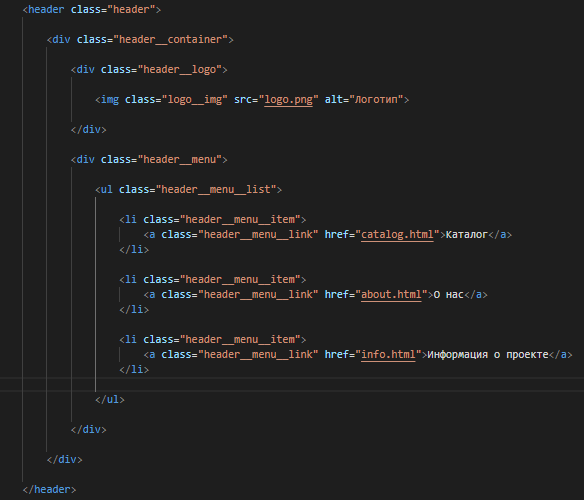 <header class="header">
<div class="header__container">
<div class="header__logo">
<img class="logo__img" src="logo.png" alt="Логотип">
</div>
<div class="header__menu">
<ul class="header__menu__list">
<li class="header__menu__item">
<a class="header__menu__link" href="catalog.html">Каталог</a>
</li>
<li class="header__menu__item">
<a class="header__menu__link" href="about.html">О нас</a>
</li>
<li class="header__menu__item">
<a class="header__menu__link" href="info.html">Информация о проекте</a>
</li>
</ul>
</div>
</div>
</header>